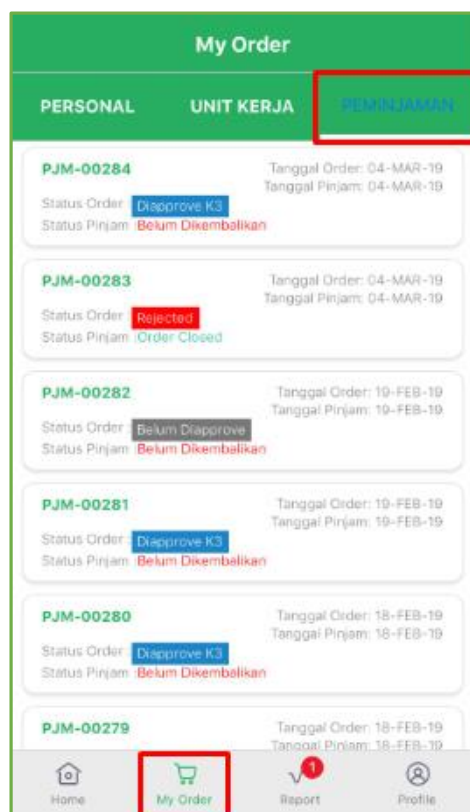 My Order
PERSONAL UNIT KERJA PEMINJAMAN
PJM-00284 Tanggal Order: 04-MAR-19
Tanggal Pinjam: 04-MAR-19
Status Order : Diapprove K3
Status Pinjam : Belum Dikembalikan
PJM-00283 Tanggal Order: 04-MAR-19
Tanggal Pinjam: 04-MAR-19
Status Order : Rejected
Status Pinjam : Order Closed
PJM-00282 Tanggal Order: 19-FEB-19
Tanggal Pinjam: 19-FEB-19
Status Order : Belum Diapprove
Status Pinjam : Belum Dikembalikan
PJM-00281 Tanggal Order: 19-FEB-19
Tanggal Pinjam: 19-FEB-19
Status Order : Diapprove K3
Status Pinjam : Belum Dikembalikan
PJM-00280 Tanggal Order: 18-FEB-19
Tanggal Pinjam: 18-FEB-19
Status Order : Diapprove K3
Status Pinjam : Belum Dikembalikan
PJM-00279 Tanggal Order: 18-FEB-19
Tanggal Pinjam: 18-FEB-19
1
Home My Order Report Profile